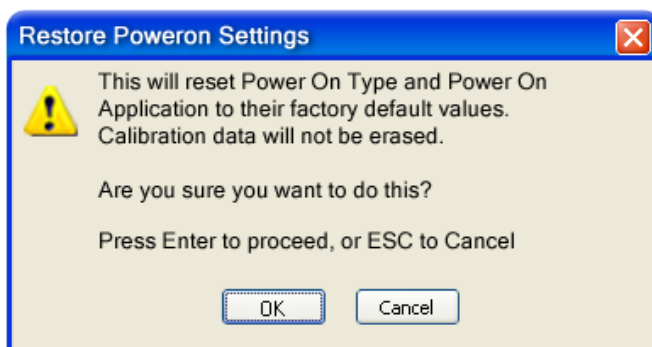 Restore Poweron Settings
This will reset Power On Type and Power On
Application to their factory default values.
Calibration data will not be erased.
Are you sure you want to do this?
Press Enter to proceed, or ESC to Cancel
OK
Cancel